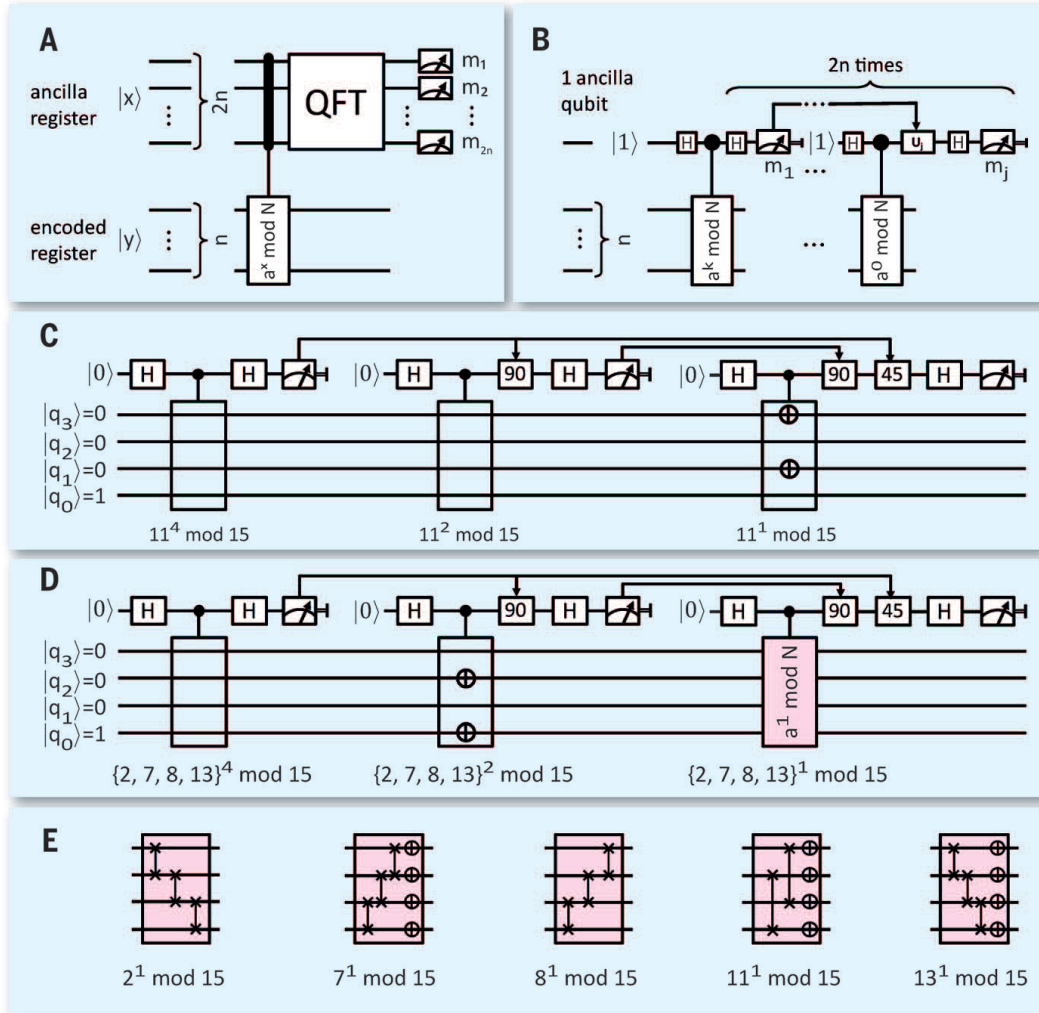 A
ancilla register
|x⟩
2n
QFT
m₁
m₂
m₂ₙ
encoded register
|y⟩
n
aˣ mod N
B
1 ancilla qubit
2n times
|1⟩
H
H
m₁
|1⟩
H
Uⱼ
H
mⱼ
n
aᵏ mod N
a⁰ mod N
C
|0⟩ H H |0⟩ H 90 H |0⟩ H 90 45 H
|q₃⟩=0
|q₂⟩=0
|q₁⟩=0
|q₀⟩=1
11⁴ mod 15
11² mod 15
11¹ mod 15
D
|0⟩ H H |0⟩ H 90 H |0⟩ H 90 45 H
|q₃⟩=0
|q₂⟩=0
|q₁⟩=0
|q₀⟩=1
a¹ mod N
{2, 7, 8, 13}⁴ mod 15
{2, 7, 8, 13}² mod 15
{2, 7, 8, 13}¹ mod 15
E
2¹ mod 15
7¹ mod 15
8¹ mod 15
11¹ mod 15
13¹ mod 15